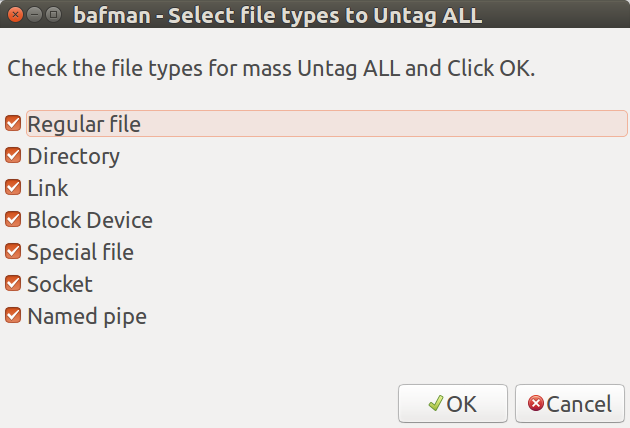 bafman - Select file types to Untag ALL
Check the file types for mass Untag ALL and Click OK.
Regular file
Directory
Link
Block Device
Special file
Socket
Named pipe
OK Cancel